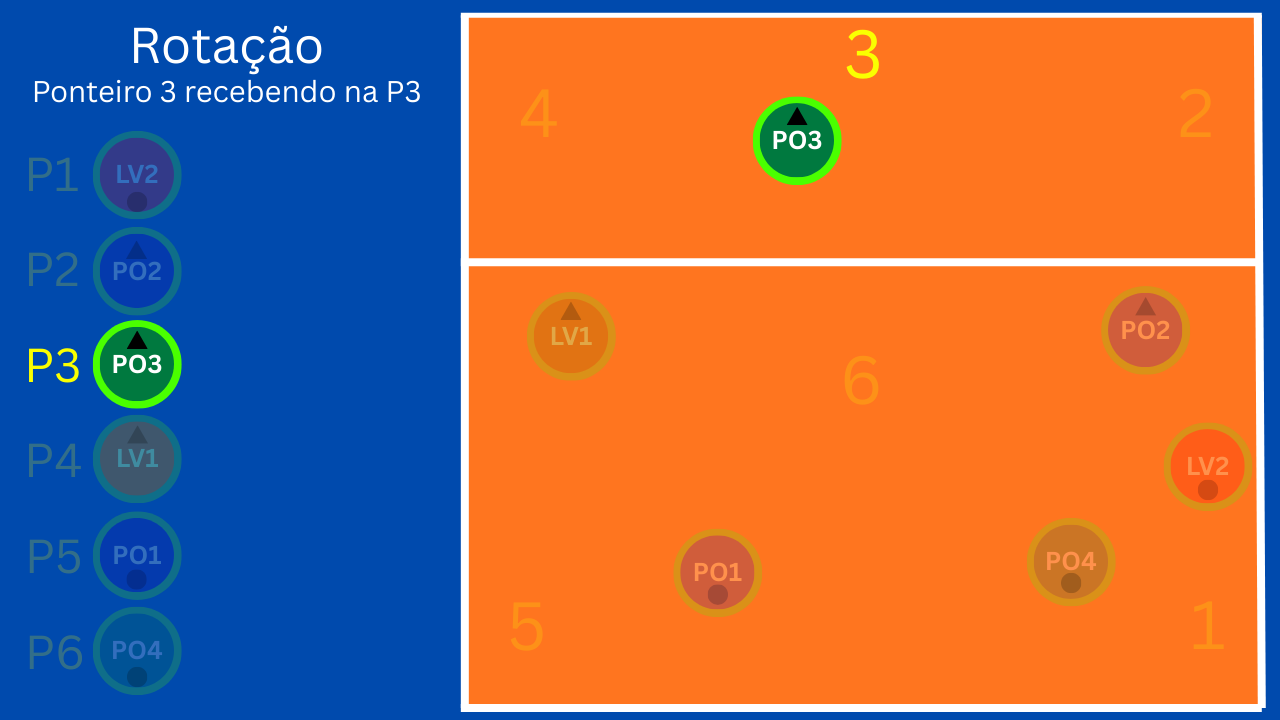 Rotação
Ponteiro 3 recebendo na P3
P1 LV2
P2 PO2
P3 PO3
P4 LV1
P5 PO1
P6 PO4
3
4
2
PO3
LV1
PO2
6
LV2
PO1
PO4
5
1